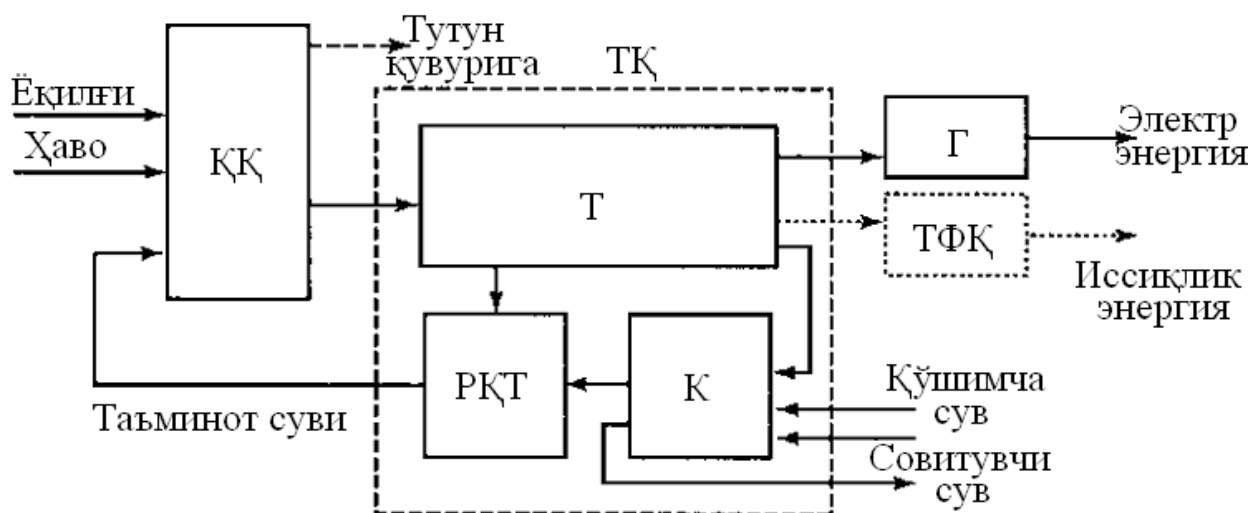 Тутун
қувурига
ТҚ
Ёқилғи
Ҳаво
ҚҚ
Т
Г
Электр
энергия
ТФҚ
Иссиқлик
энергия
РҚТ
К
Қўшимча
сув
Таъминот суви
Совитувчи
сув